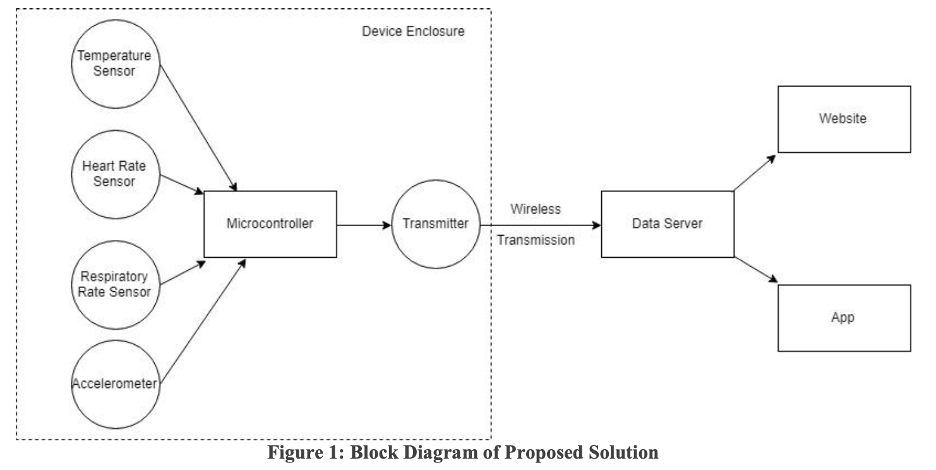 Device Enclosure
Temperature
Sensor
Heart Rate
Sensor
Respiratory
Rate Sensor
Accelerometer
Microcontroller
Transmitter
Wireless
Transmission
Data Server
Website
App
Figure 1: Block Diagram of Proposed Solution